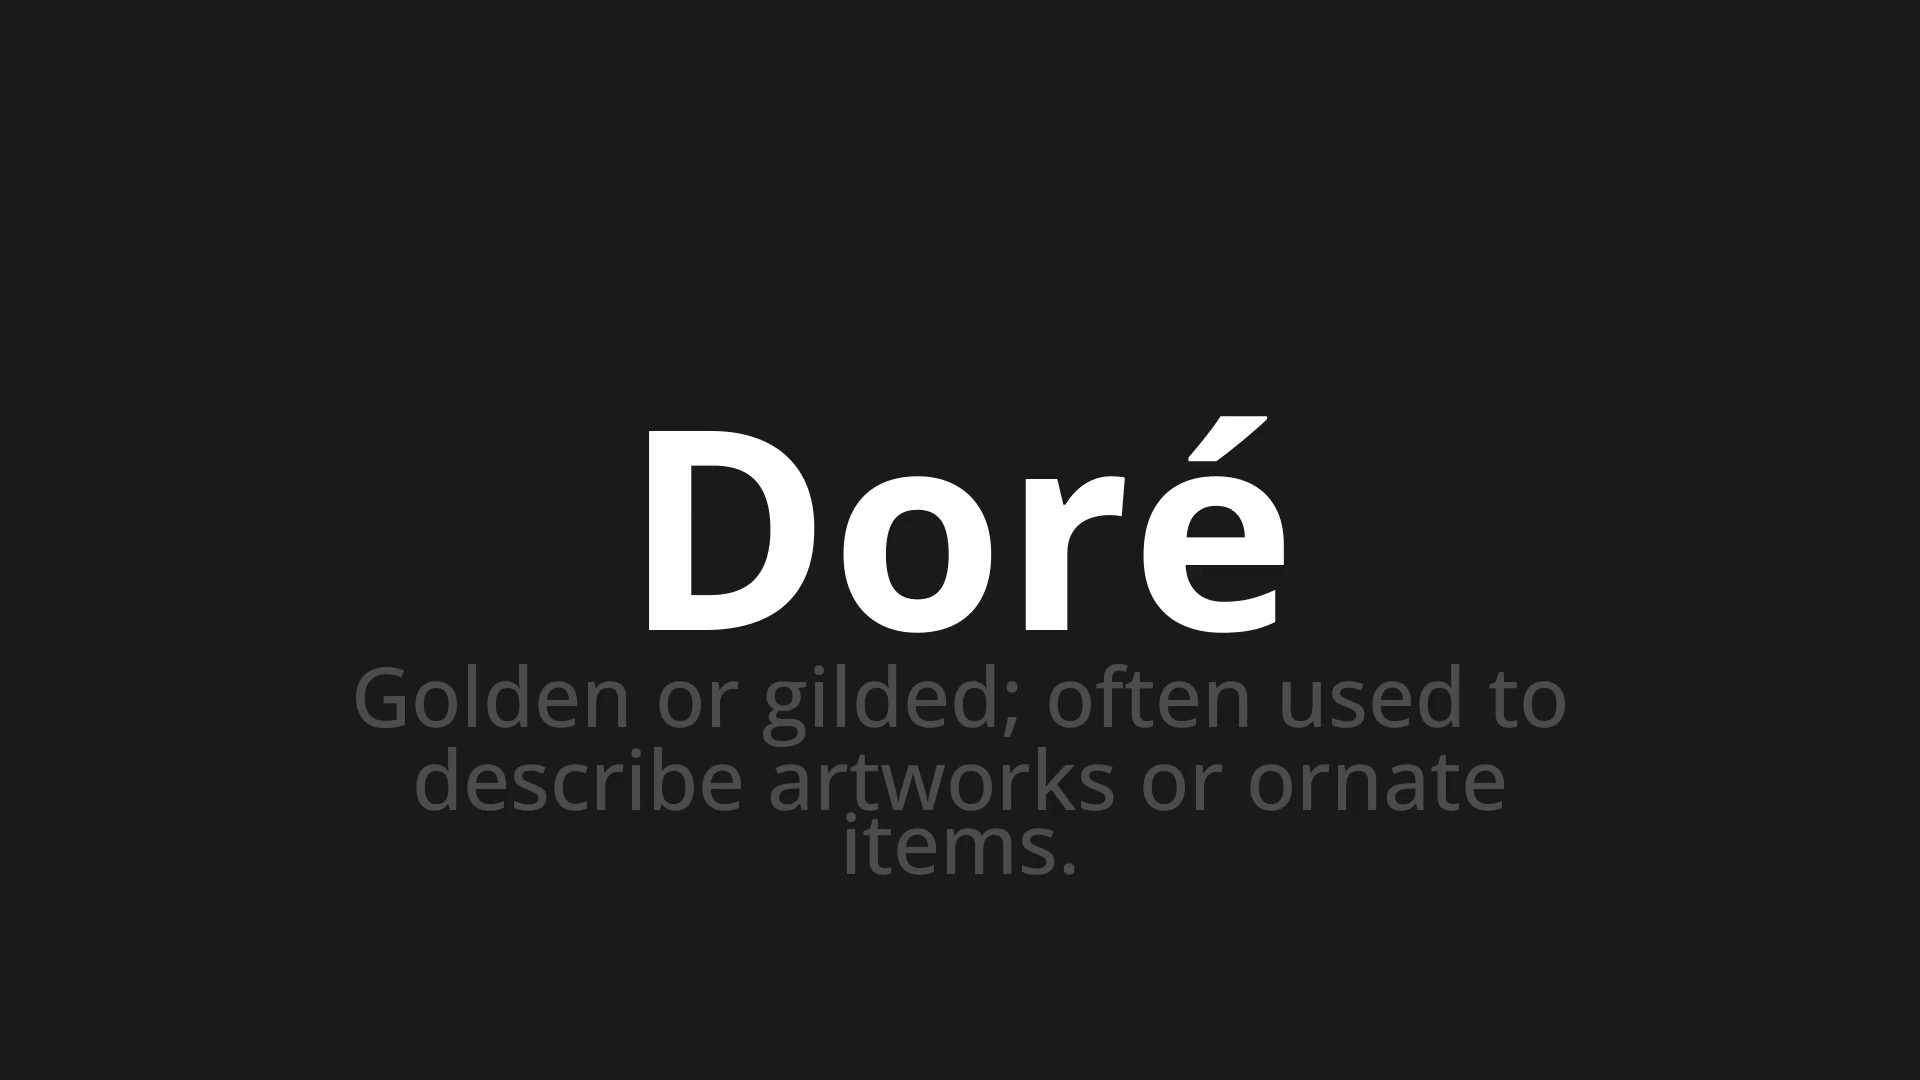 Doré
Golden or gilded; often used to
describe artworks or ornate
items.